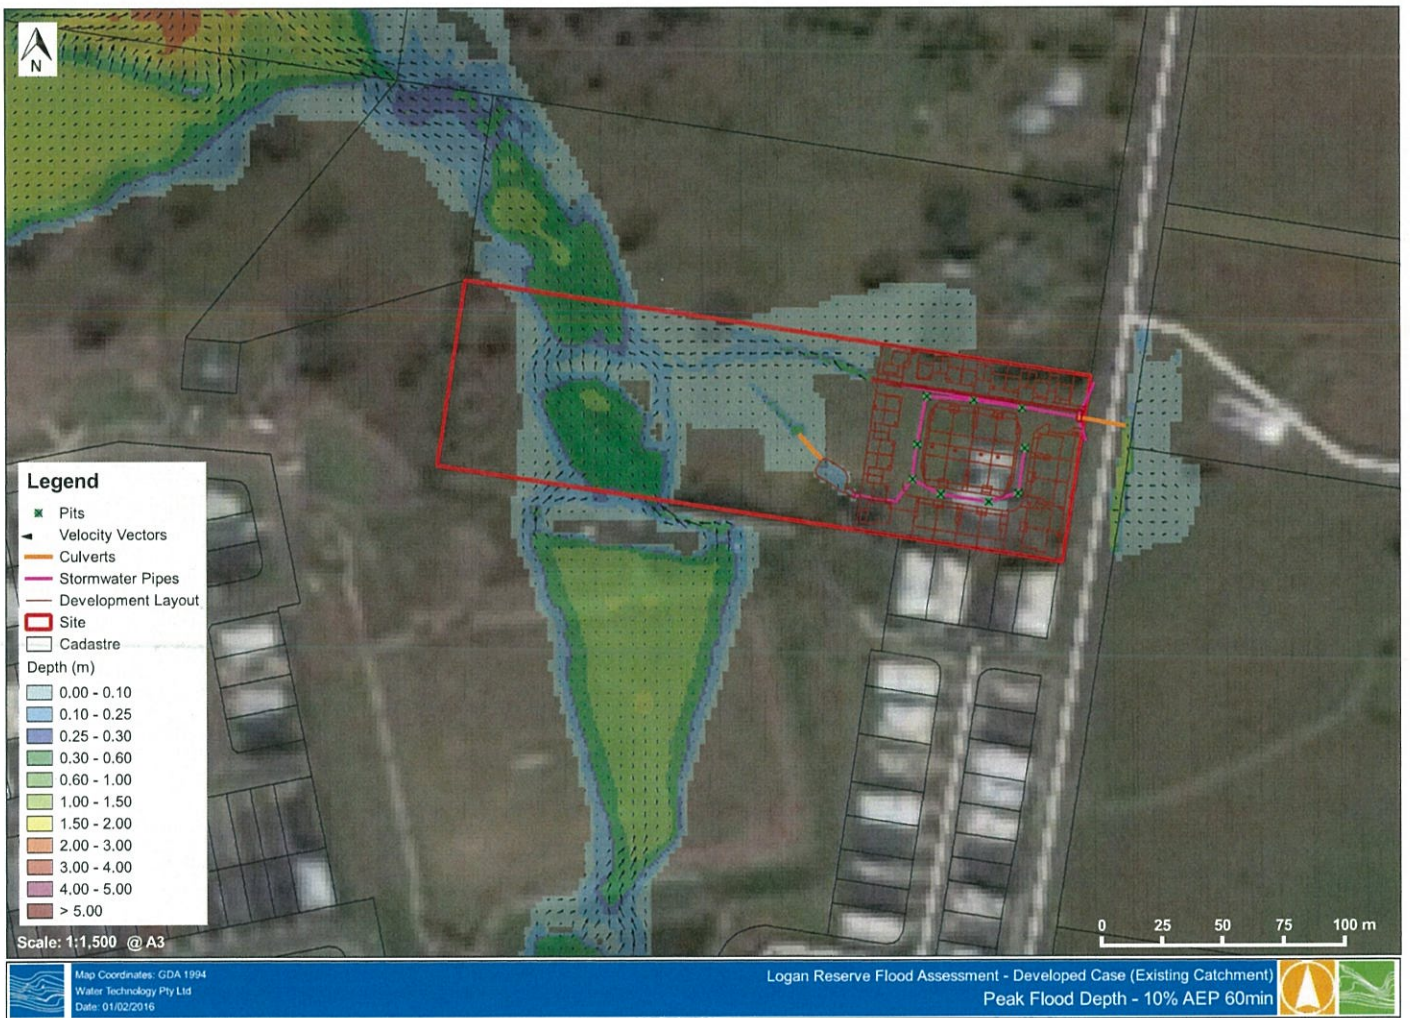 N
Legend
Pits
Velocity Vectors
Culverts
Stormwater Pipes
Development Layout
Site
Cadastre
Depth (m)
0.00 - 0.10
0.10 - 0.25
0.25 - 0.30
0.30 - 0.60
0.60 - 1.00
1.00 - 1.50
1.50 - 2.00
2.00 - 3.00
3.00 - 4.00
4.00 - 5.00
> 5.00
Scale: 1:1,500 @ A3
0 25 50 75 100 m
Map Coordinates: GDA 1994
Water Technology Pty Ltd
Date: 01/02/2016
Logan Reserve Flood Assessment - Developed Case (Existing Catchment)
Peak Flood Depth - 10% AEP 60min